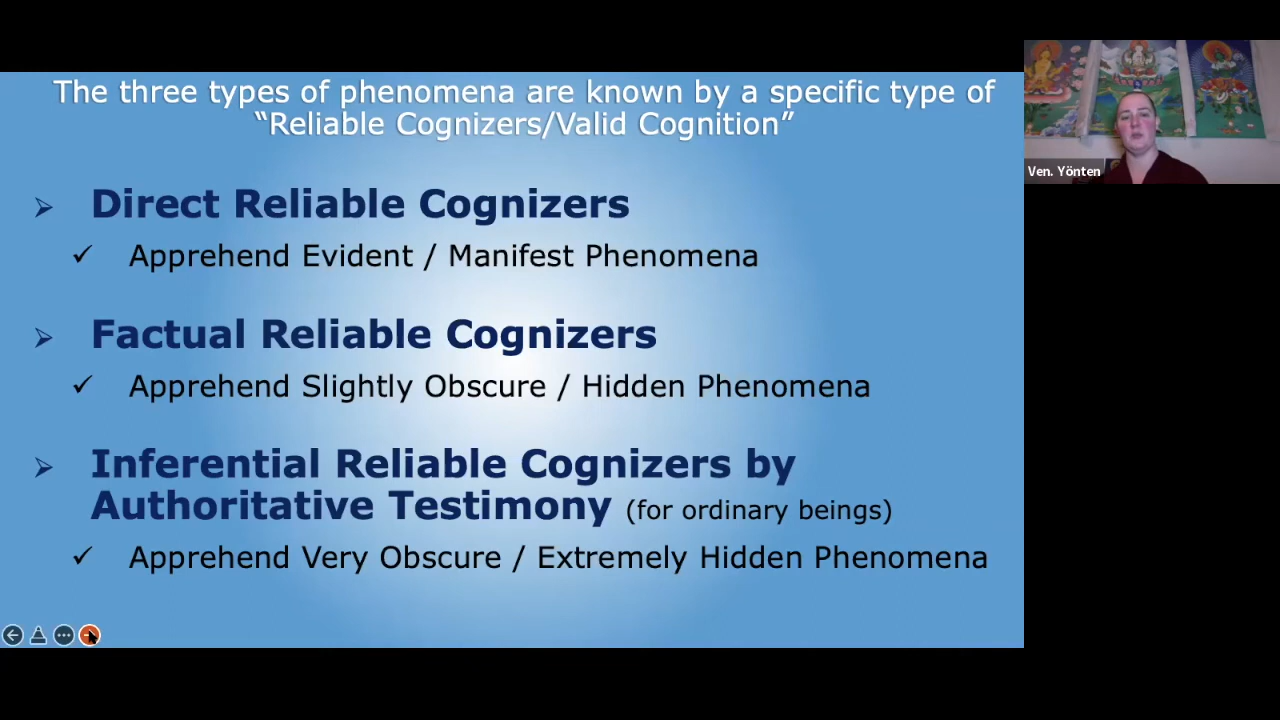 The three types of phenomena are known by a specific type of
“Reliable Cognizers/Valid Cognition”
Direct Reliable Cognizers
Apprehend Evident / Manifest Phenomena
Factual Reliable Cognizers
Apprehend Slightly Obscure / Hidden Phenomena
Inferential Reliable Cognizers by
Authoritative Testimony (for ordinary beings)
Apprehend Very Obscure / Extremely Hidden Phenomena
Ven. Yönten